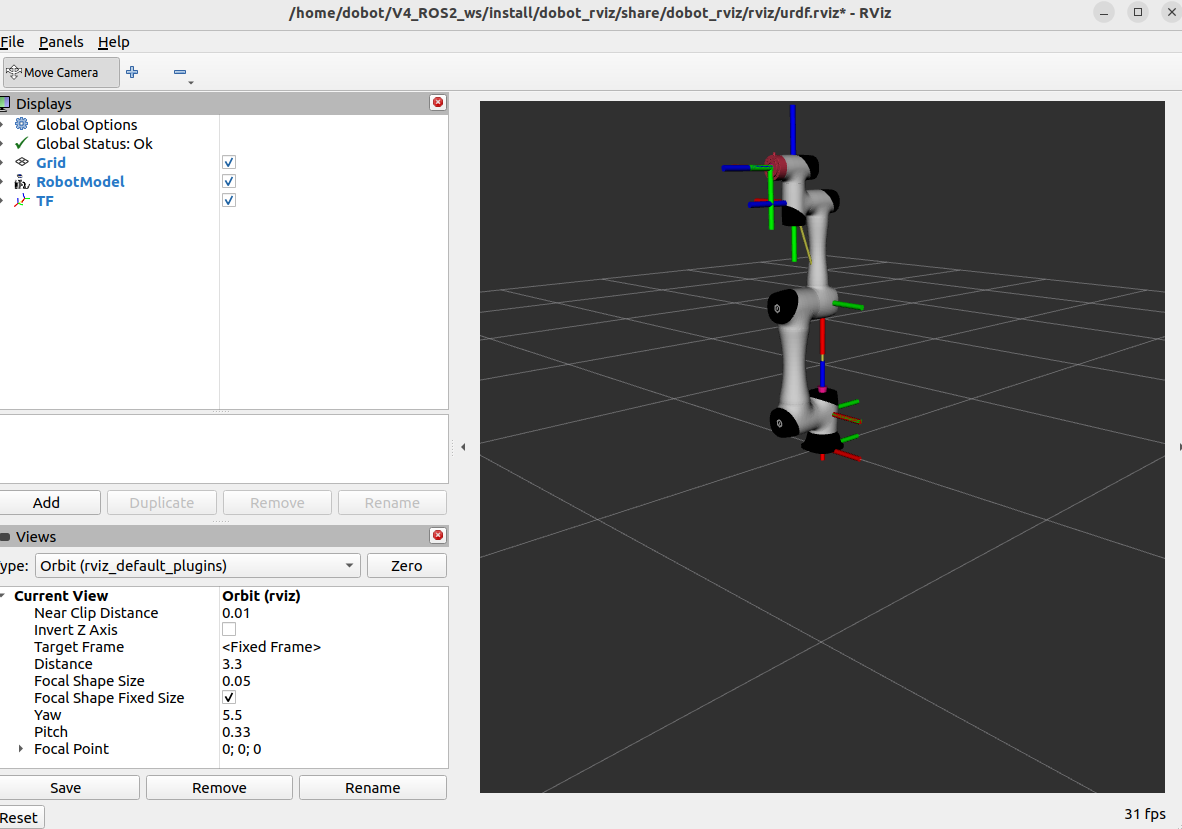 /home/dobot/V4_ROS2_ws/install/dobot_rviz/share/dobot_rviz/rviz/urdf.rviz* - RViz
File Panels Help
Move Camera
Displays
Global Options
Global Status: Ok
Grid
RobotModel
TF
Add Duplicate Remove Rename
Views
ype: Orbit (rviz_default_plugins) Zero
Current View Orbit (rviz)
Near Clip Distance 0.01
Invert Z Axis
Target Frame <Fixed Frame>
Distance 3.3
Focal Shape Size 0.05
Focal Shape Fixed Size
Yaw 5.5
Pitch 0.33
Focal Point 0; 0; 0
Save Remove Rename
Reset 31 fps